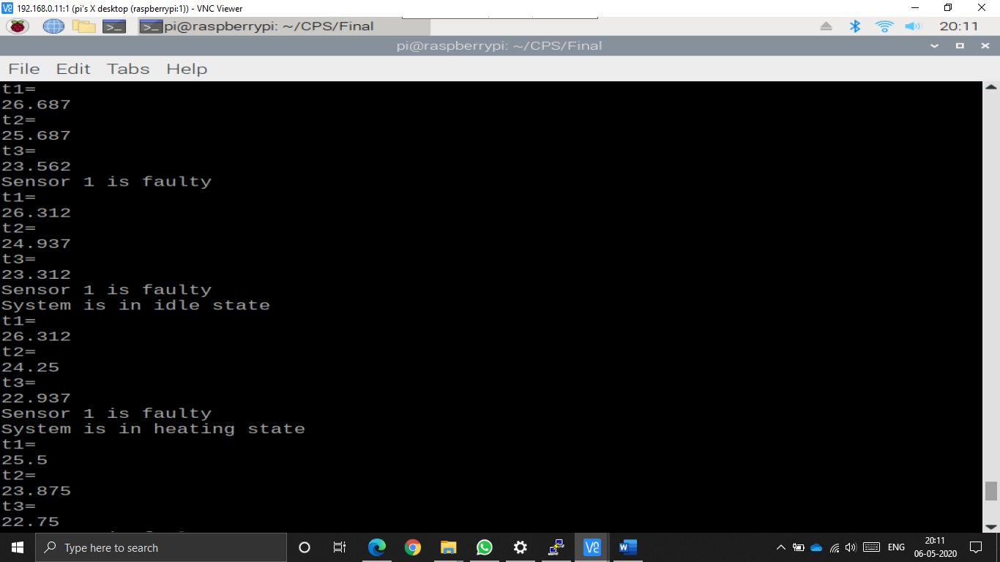 192.168.0.11:1 (pi's X desktop (raspberrypi:1)) - VNC Viewer
pi@raspberrypi: ~/CPS/Final 20:11
pi@raspberrypi: ~/CPS/Final
File Edit Tabs Help
t1=
26.687
t2=
25.687
t3=
23.562
Sensor 1 is faulty
t1=
26.312
t2=
24.937
t3=
23.312
Sensor 1 is faulty
System is in idle state
t1=
26.312
t2=
24.25
t3=
22.937
Sensor 1 is faulty
System is in heating state
t1=
25.5
t2=
23.875
t3=
22.75
Type here to search
ENG
20:11
06-05-2020